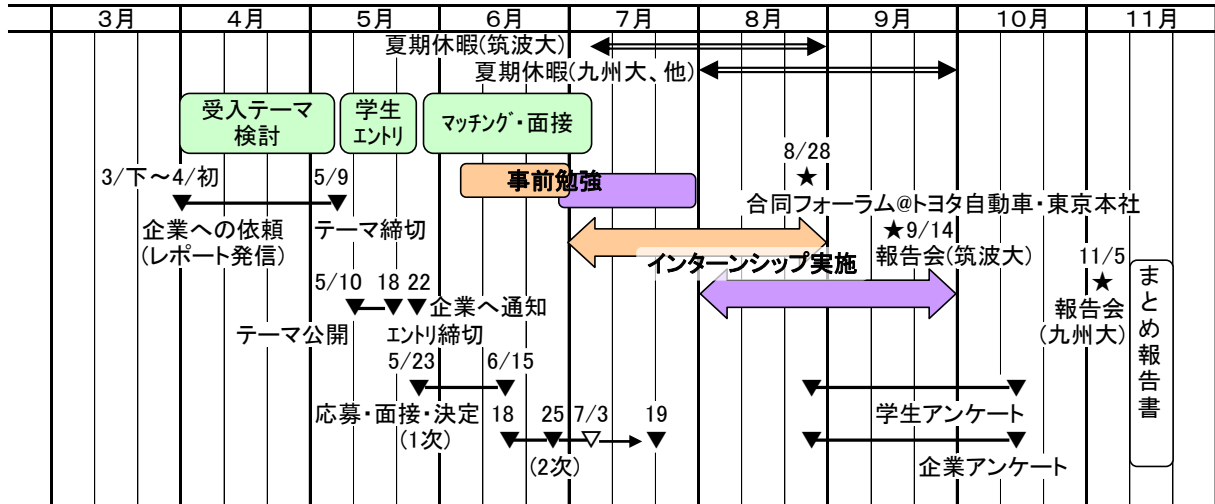 3月 4月 5月 6月 7月 8月 9月 10月 11月
夏期休暇(筑波大)
夏期休暇(九州大、他)
受入テーマ
検討
学生
エントリ
マッチング・面接
事前勉強
8/28
★
合同フォーラム@トヨタ自動車・東京本社
3/下～4/初
5/9
企業への依頼
(レポート発信)
テーマ締切
★9/14
報告会(筑波大)
インターンシップ実施
11/5
★
報告会
(九州大)
まとめ報告書
5/10 18 22
企業へ通知
テーマ公開
エントリ締切
5/23 6/15
応募・面接・決定
(1次)
18 25 7/3 19
(2次)
学生アンケート
企業アンケート